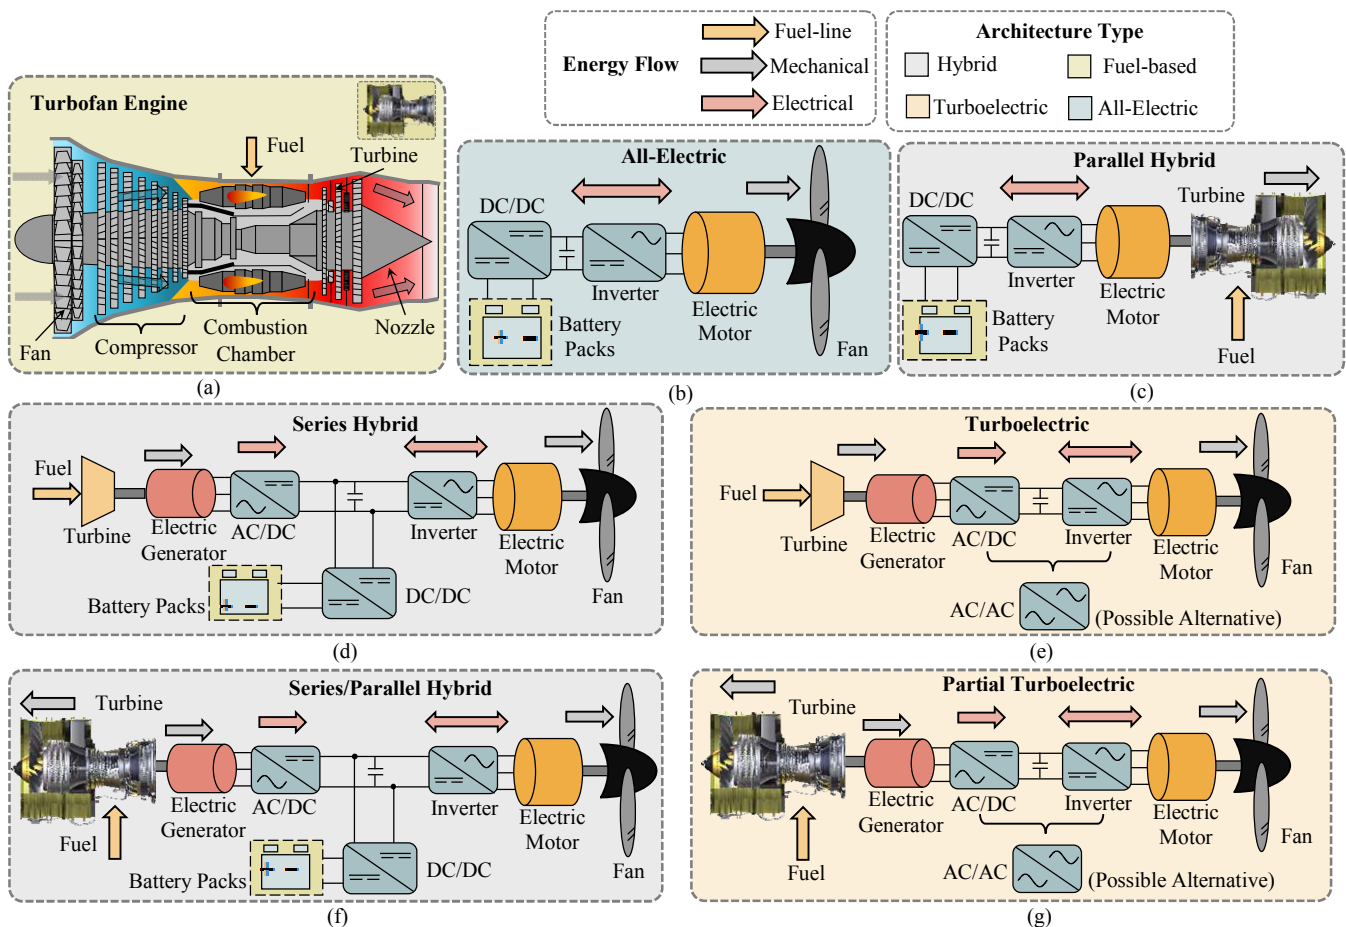 Energy Flow
Fuel-line
Mechanical
Electrical
Architecture Type
Hybrid
Fuel-based
Turboelectric
All-Electric
Turbofan Engine
Fuel
Turbine
Fan
Compressor
Combustion
Chamber
Nozzle
(a)
All-Electric
DC/DC
Inverter
Electric
Motor
Battery
Packs
Fan
(b)
Parallel Hybrid
DC/DC
Turbine
Inverter
Electric
Motor
Battery
Packs
Fuel
(c)
Series Hybrid
Fuel
Turbine
Electric
Generator
AC/DC
Inverter
Electric
Motor
Fan
Battery Packs
DC/DC
(d)
Turboelectric
Fuel
Turbine
Electric
Generator
AC/DC
Inverter
Electric
Motor
Fan
AC/AC
(Possible Alternative)
(e)
Series/Parallel Hybrid
Turbine
Fuel
Electric
Generator
AC/DC
Inverter
Electric
Motor
Fan
Battery Packs
DC/DC
(f)
Partial Turboelectric
Turbine
Fuel
Electric
Generator
AC/DC
Inverter
Electric
Motor
Fan
AC/AC
(Possible Alternative)
(g)